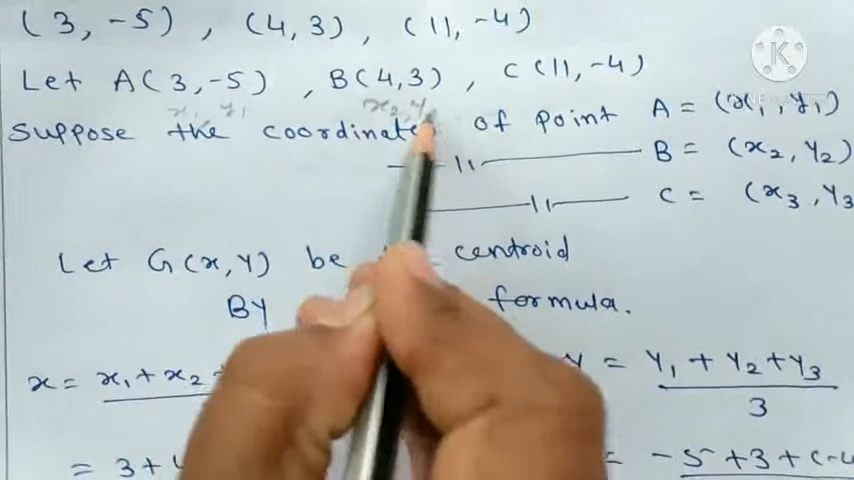 (3, -5) , (4, 3) , (11, -4)
Let A(3, -5) , B(4, 3) , C(11, -4)
x₁, y₁ x₂, y
Suppose the coordinates of point A = (x₁, y₁)
—〃— B = (x₂, y₂)
—〃— C = (x₃, y₃
Let G(x, y) be centroid
By formula.
x = x₁ + x₂ + y = y₁ + y₂ + y₃
3
= 3 + = -5 + 3 + (-4
KINEMASTER